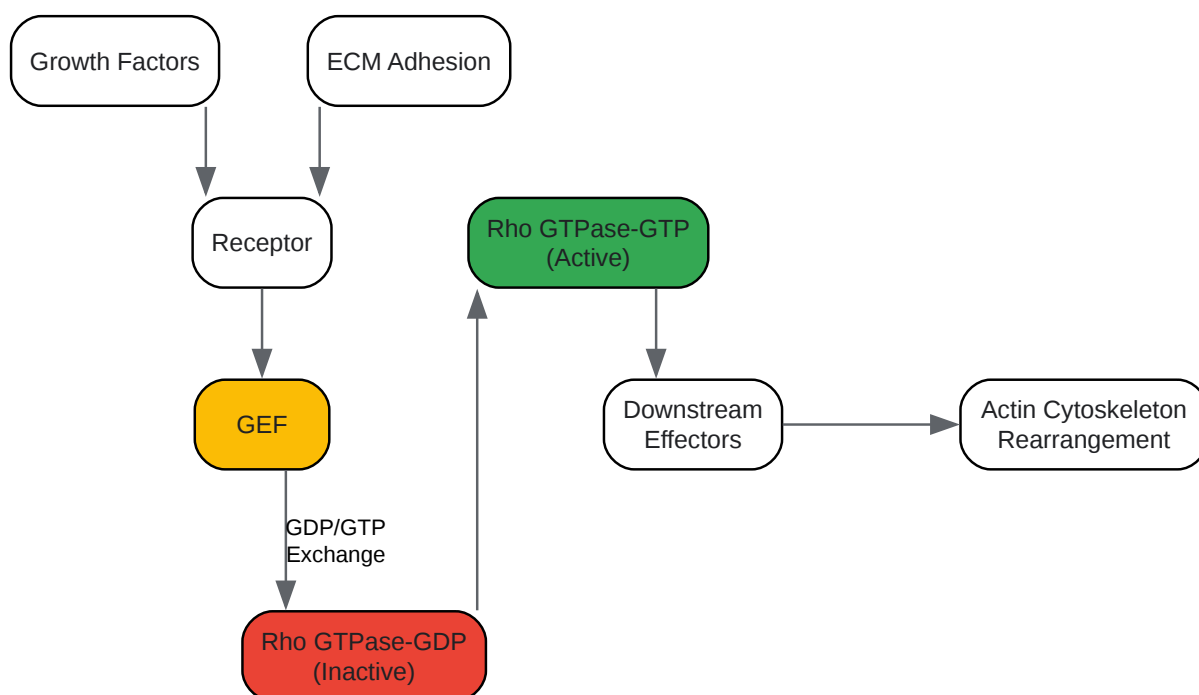 Growth Factors
ECM Adhesion
Receptor
Rho GTPase-GTP
(Active)
GEF
Downstream
Effectors
Actin Cytoskeleton
Rearrangement
GDP/GTP
Exchange
Rho GTPase-GDP
(Inactive)